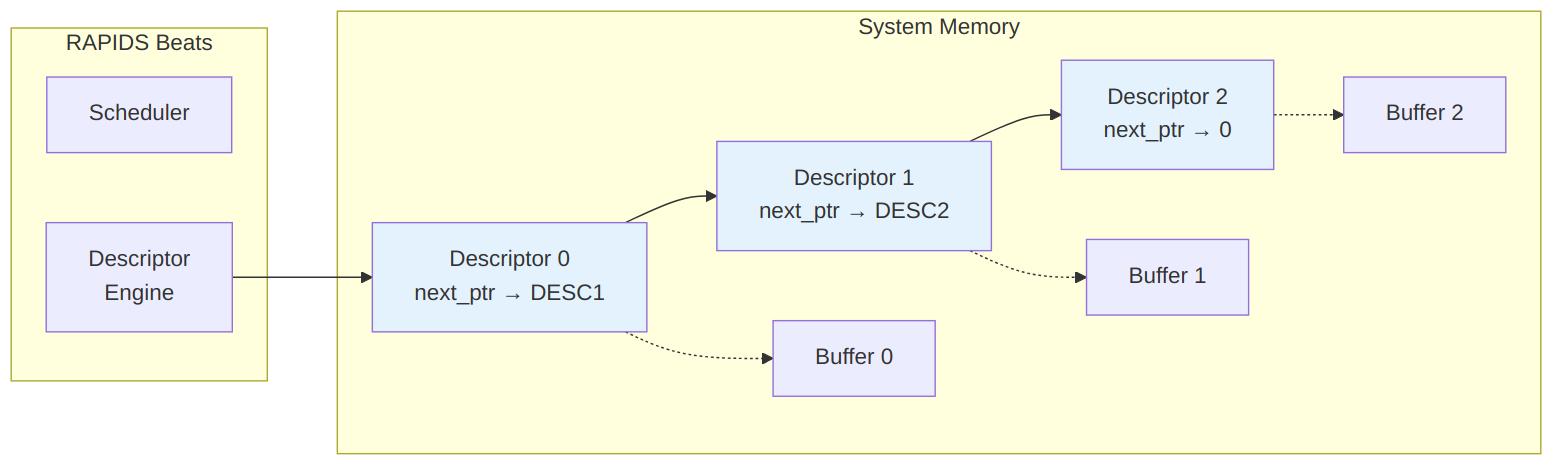 RAPIDS Beats
Scheduler
Descriptor
Engine
System Memory
Descriptor 0
next_ptr → DESC1
Descriptor 1
next_ptr → DESC2
Descriptor 2
next_ptr → 0
Buffer 2
Buffer 1
Buffer 0